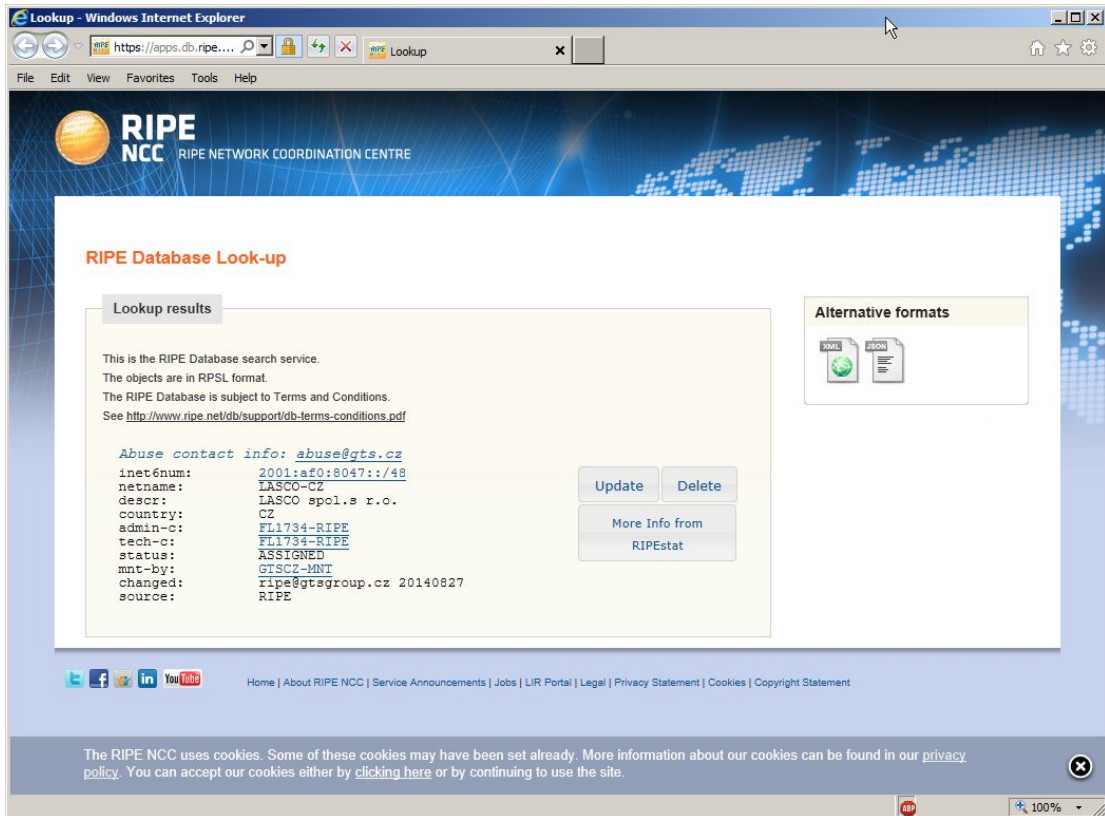 Lookup - Windows Internet Explorer
https://apps.db.ripe....
Lookup
File Edit View Favorites Tools Help
RIPE
NCC RIPE NETWORK COORDINATION CENTRE
RIPE Database Look-up
Lookup results
This is the RIPE Database search service.
The objects are in RPSL format.
The RIPE Database is subject to Terms and Conditions.
See http://www.ripe.net/db/support/db-terms-conditions.pdf
Abuse contact info: abuse@gts.cz
inet6num: 2001:af0:8047::/48
netname: LASCO-CZ
descr: LASCO spol.s r.o.
country: CZ
admin-c: FL1734-RIPE
tech-c: FL1734-RIPE
status: ASSIGNED
mnt-by: GTSCZ-MNT
changed: ripe@gtsgroup.cz 20140827
source: RIPE
Update Delete
More Info from
RIPEstat
Alternative formats
XML JSON
You Tube
Home | About RIPE NCC | Service Announcements | Jobs | LIR Portal | Legal | Privacy Statement | Cookies | Copyright Statement
The RIPE NCC uses cookies. Some of these cookies may have been set already. More information about our cookies can be found in our privacy
policy. You can accept our cookies either by clicking here or by continuing to use the site.
ABP
100%